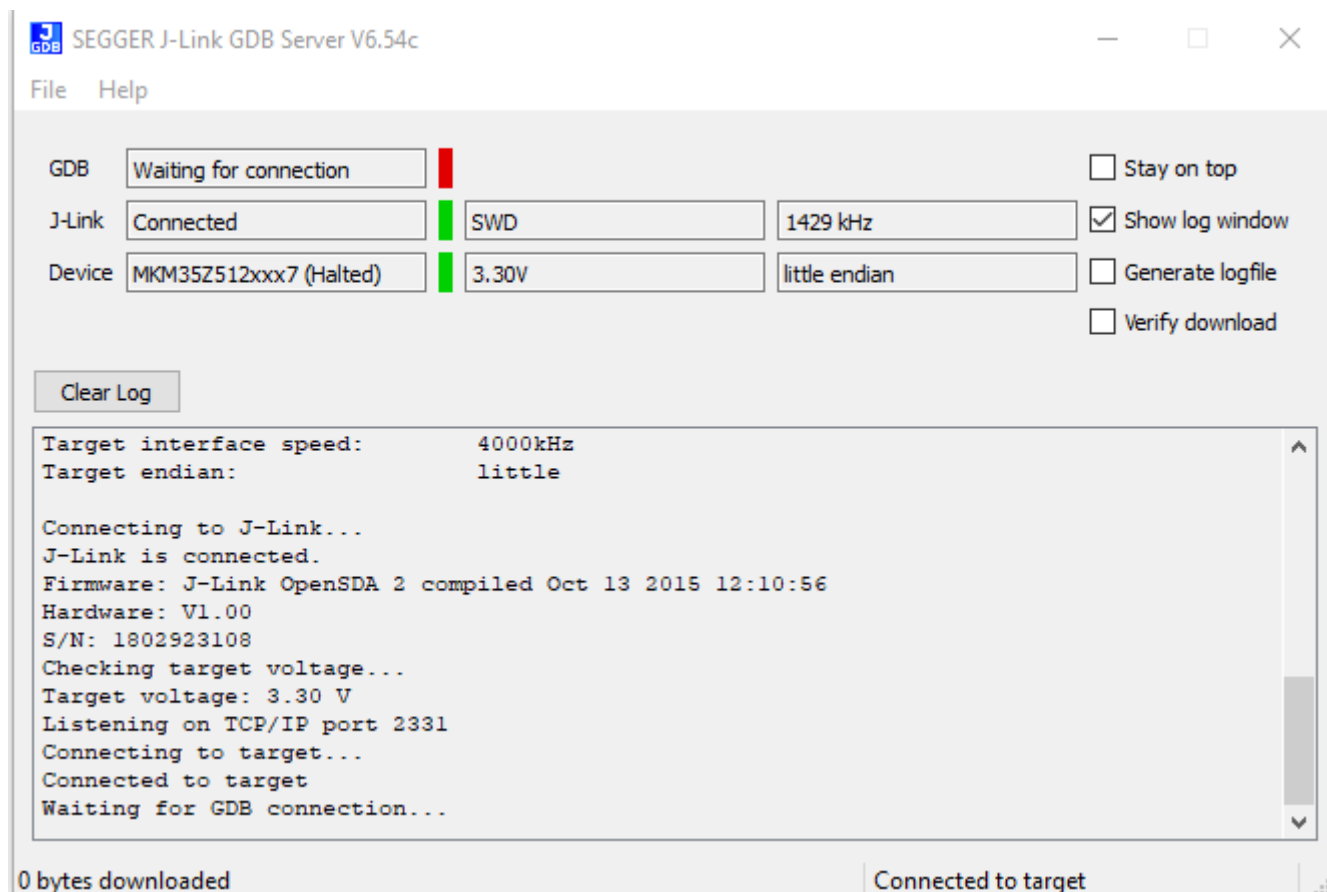 J
GDB
SEGGER J-Link GDB Server V6.54c
File Help
GDB Waiting for connection Stay on top
J-Link Connected SWD 1429 kHz Show log window
Device MKM35Z512xxx7 (Halted) 3.30V little endian Generate logfile
Verify download
Clear Log
Target interface speed: 4000kHz
Target endian: little
Connecting to J-Link...
J-Link is connected.
Firmware: J-Link OpenSDA 2 compiled Oct 13 2015 12:10:56
Hardware: V1.00
S/N: 1802923108
Checking target voltage...
Target voltage: 3.30 V
Listening on TCP/IP port 2331
Connecting to target...
Connected to target
Waiting for GDB connection...
0 bytes downloaded Connected to target